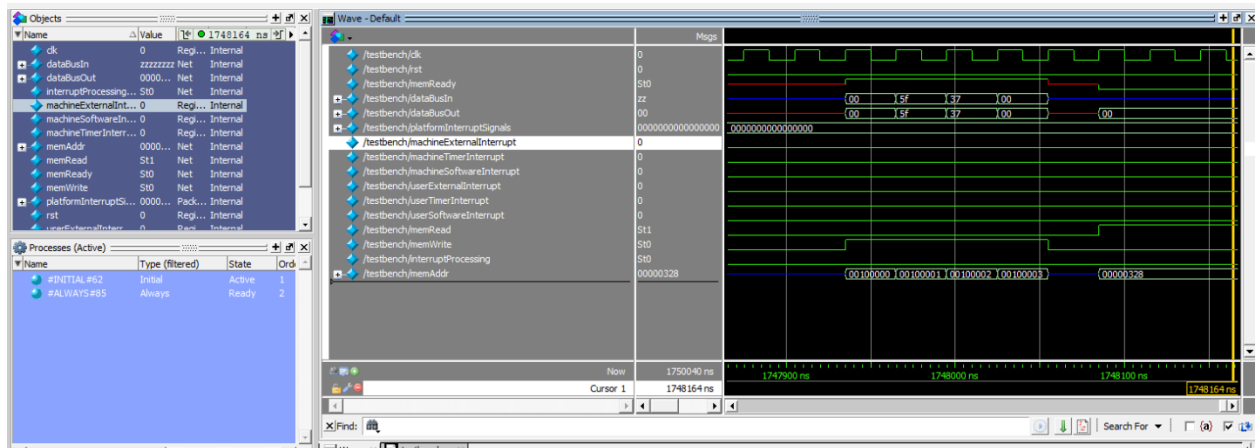 Objects
Name Value 1748164 ns
clk 0 Regi... Internal
dataBusIn zzzzzzzz Net Internal
dataBusOut 0000... Net Internal
interruptProcessing... St0 Net Internal
machineExternalInt... 0 Regi... Internal
machineSoftwareIn... 0 Regi... Internal
machineTimerInterr... 0 Regi... Internal
memAddr 0000... Net Internal
memRead St1 Net Internal
memReady St0 Net Internal
memWrite St0 Net Internal
platformInterruptSi... 0000... Pack... Internal
rst 0 Regi... Internal
userExternalInterr... 0 Regi... Internal
Processes (Active)
Name Type (filtered) State Ord
#INITIAL#62 Initial Active 1
#ALWAYS#85 Always Ready 2
Wave - Default
Msgs
/testbench/clk 0
/testbench/rst 0
/testbench/memReady St0
/testbench/dataBusIn zz 00 5f 37 00
/testbench/dataBusOut 00 00 5f 37 00 00
/testbench/platformInterruptSignals 0000000000000000 0000000000000000
/testbench/machineExternalInterrupt 0
/testbench/machineTimerInterrupt 0
/testbench/machineSoftwareInterrupt 0
/testbench/userExternalInterrupt 0
/testbench/userTimerInterrupt 0
/testbench/userSoftwareInterrupt 0
/testbench/memRead St1
/testbench/memWrite St0
/testbench/interruptProcessing St0
/testbench/memAddr 00000328 00100000 00100001 00100002 00100003 00000328
Now 1750040 ns 1747900 ns 1748000 ns 1748100 ns
Cursor 1 1748164 ns 1748164 ns
Find: Search For